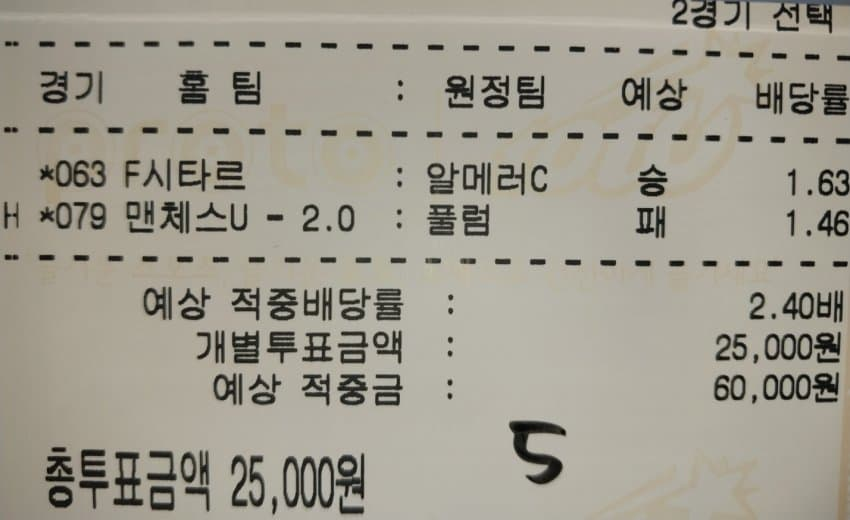 2경기 선택
경기 홈 팀 : 원정팀 예상 배당률
*063 F시타르 : 알메러C 승 1.63
H *079 맨체스U - 2.0 : 풀럼 패 1.46
예상 적중배당률 : 2.40배
개별투표금액 : 25,000원
예상 적중금 : 60,000원
총투표금액 25,000원
5